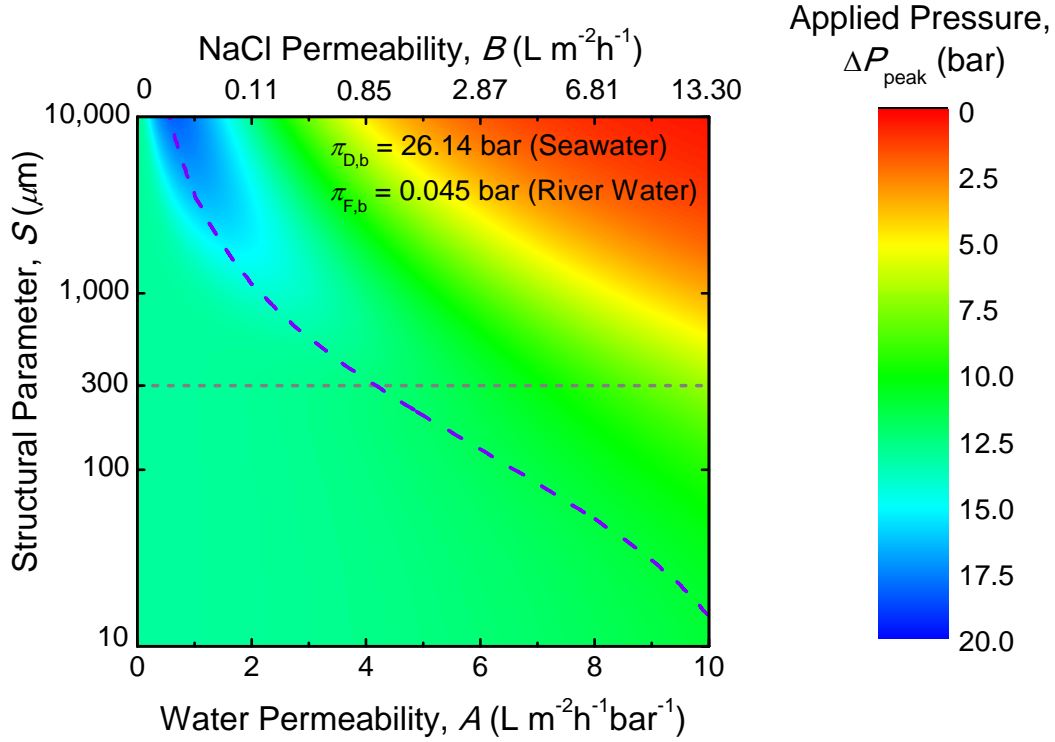 NaCl Permeability, B (L m⁻²h⁻¹)
0 0.11 0.85 2.87 6.81 13.30
Applied Pressure,
ΔP_peak (bar)
10,000
1,000
300
100
10
Structural Parameter, S (μm)
π_D,b = 26.14 bar (Seawater)
π_F,b = 0.045 bar (River Water)
0 2 4 6 8 10
Water Permeability, A (L m⁻²h⁻¹bar⁻¹)
0
2.5
5.0
7.5
10.0
12.5
15.0
17.5
20.0